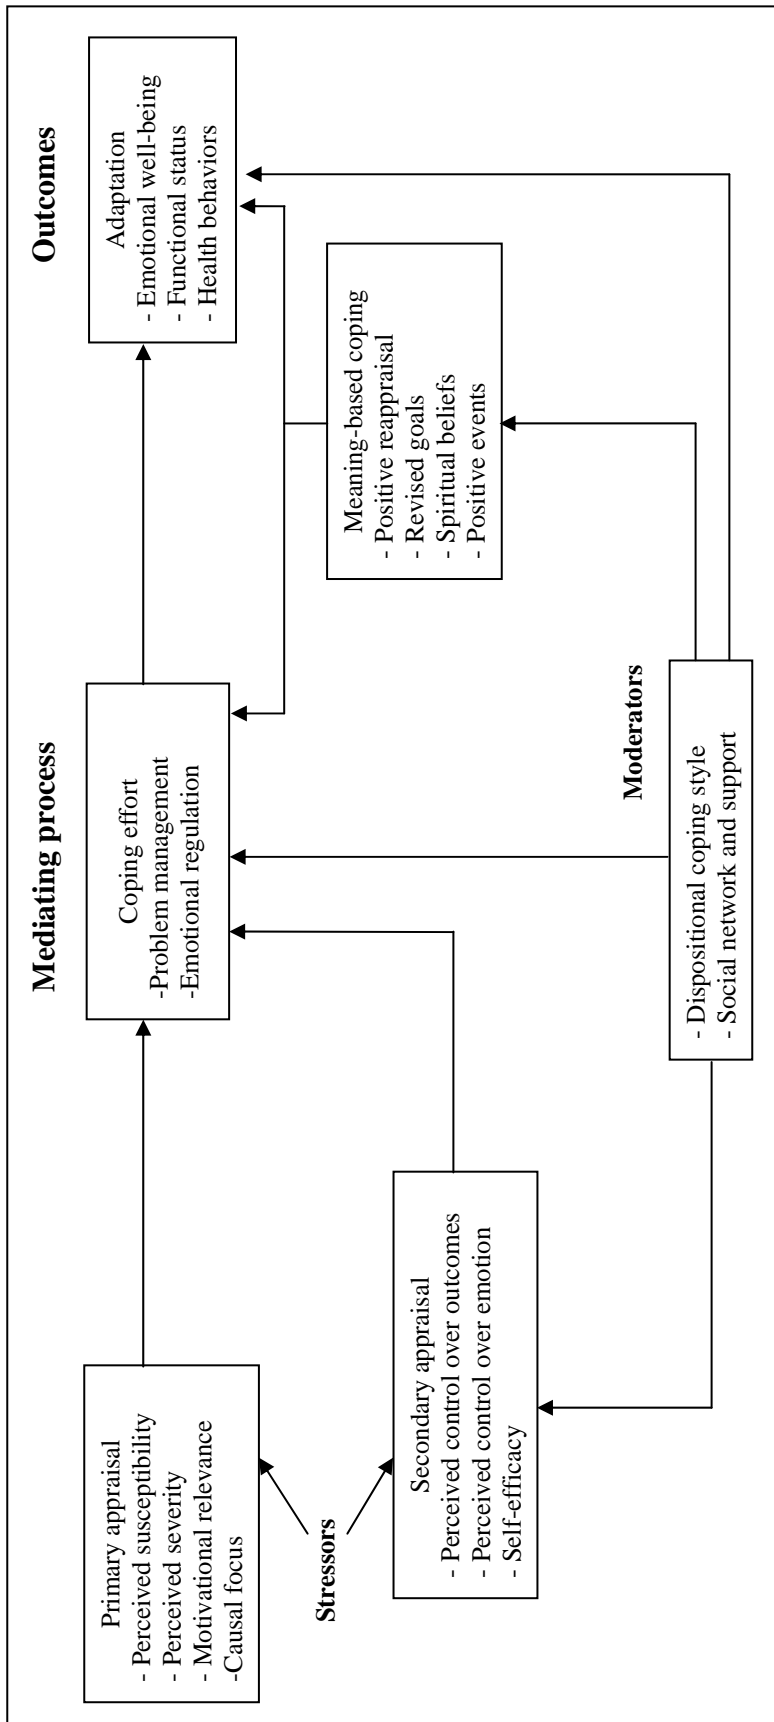 Mediating process
Outcomes
Primary appraisal
- Perceived susceptibility
- Perceived severity
- Motivational relevance
-Causal focus
Coping effort
-Problem management
-Emotional regulation
Adaptation
- Emotional well-being
- Functional status
- Health behaviors
Stressors
Meaning-based coping
- Positive reappraisal
- Revised goals
- Spiritual beliefs
- Positive events
Secondary appraisal
- Perceived control over outcomes
- Perceived control over emotion
- Self-efficacy
Moderators
- Dispositional coping style
- Social network and support